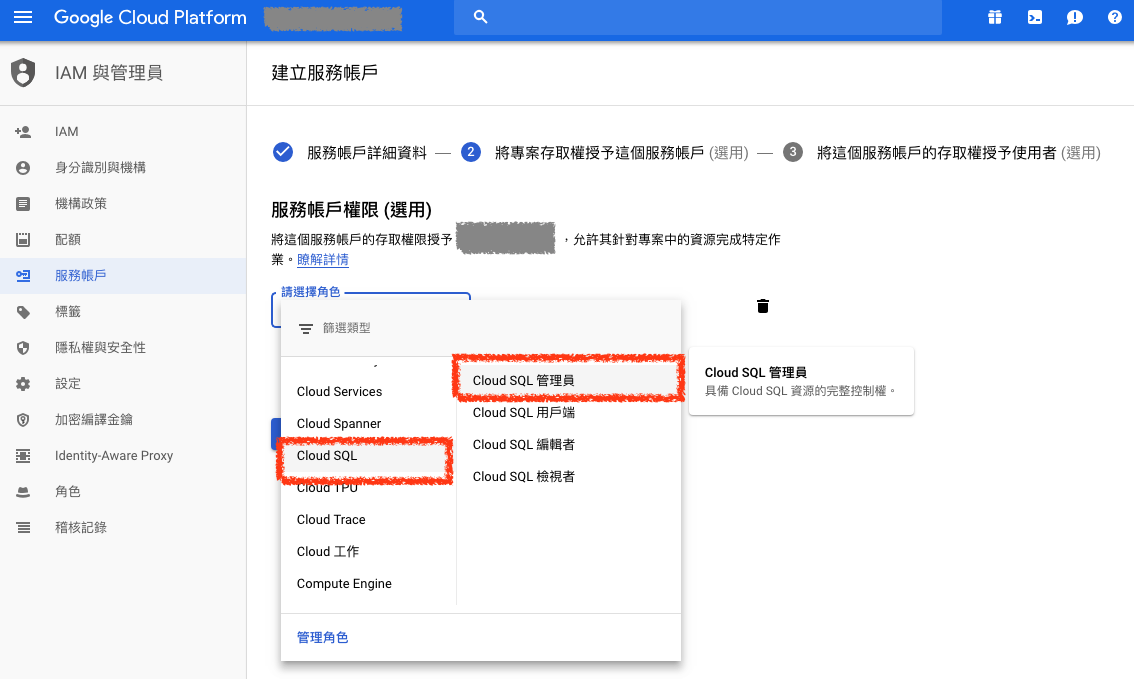 Google Cloud Platform
IAM 與管理員
建立服務帳戶
IAM
身分識別與機構
機構政策
配額
服務帳戶
標籤
隱私權與安全性
設定
加密編譯金鑰
Identity-Aware Proxy
角色
稽核記錄
服務帳戶詳細資料 — 2 將專案存取權授予這個服務帳戶 (選用) — 3 將這個服務帳戶的存取權授予使用者 (選用)
服務帳戶權限 (選用)
將這個服務帳戶的存取權限授予 ，允許其針對專案中的資源完成特定作
業。瞭解詳情
請選擇角色
篩選類型
Cloud Services
Cloud Spanner
Cloud SQL
Cloud TPU
Cloud Trace
Cloud 工作
Compute Engine
Cloud SQL 管理員
Cloud SQL 用戶端
Cloud SQL 編輯者
Cloud SQL 檢視者
Cloud SQL 管理員
具備 Cloud SQL 資源的完整控制權。
管理角色